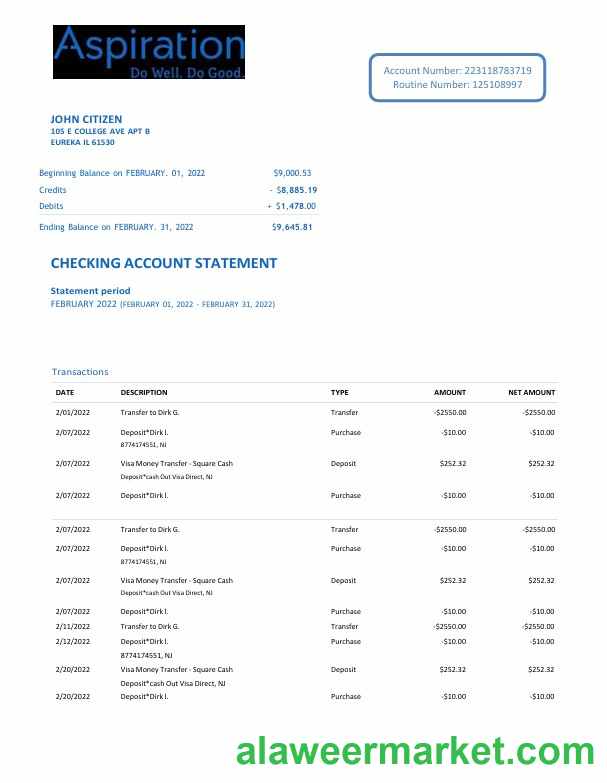 Aspiration
Do Well. Do Good.
Account Number: 223118783719
Routine Number: 125108997
JOHN CITIZEN
105 E COLLEGE AVE APT B
EUREKA IL 61530
Beginning Balance on FEBRUARY. 01, 2022 $9,000.53
Credits - $8,885.19
Debits + $1,478.00
Ending Balance on FEBRUARY. 31, 2022 $9,645.81
CHECKING ACCOUNT STATEMENT
Statement period
FEBRUARY 2022 (FEBRUARY 01, 2022 - FEBRUARY 31, 2022)
Transactions
DATE DESCRIPTION TYPE AMOUNT NET AMOUNT
2/01/2022 Transfer to Dirk G. Transfer -$2550.00 -$2550.00
2/07/2022 Deposit*Dirk l. Purchase -$10.00 -$10.00
8774174551, NJ
2/07/2022 Visa Money Transfer - Square Cash Deposit $252.32 $252.32
Deposit*cash Out Visa Direct, NJ
2/07/2022 Deposit*Dirk l. Purchase -$10.00 -$10.00
2/07/2022 Transfer to Dirk G. Transfer -$2550.00 -$2550.00
2/07/2022 Deposit*Dirk l. Purchase -$10.00 -$10.00
8774174551, NJ
2/07/2022 Visa Money Transfer - Square Cash Deposit $252.32 $252.32
Deposit*cash Out Visa Direct, NJ
2/07/2022 Deposit*Dirk l. Purchase -$10.00 -$10.00
2/11/2022 Transfer to Dirk G. Transfer -$2550.00 -$2550.00
2/12/2022 Deposit*Dirk l. Purchase -$10.00 -$10.00
8774174551, NJ
2/20/2022 Visa Money Transfer - Square Cash Deposit $252.32 $252.32
Deposit*cash Out Visa Direct, NJ
2/20/2022 Deposit*Dirk l. Purchase -$10.00 -$10.00
alaweermarket.com